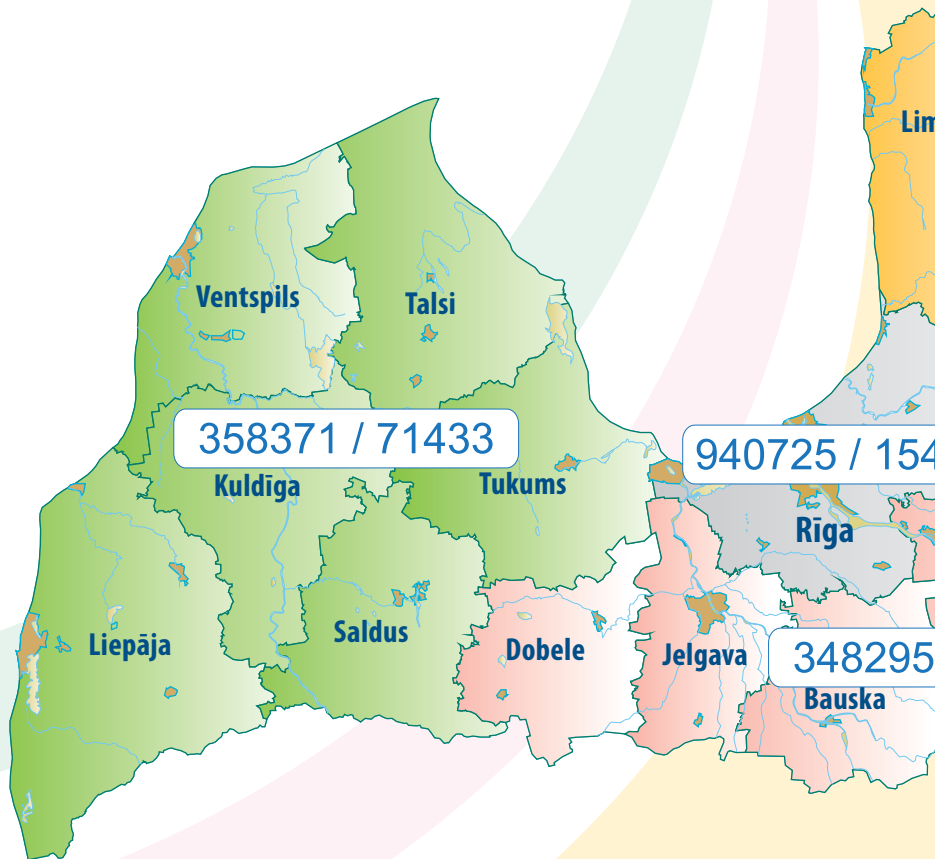 Lim
Ventspils
Talsi
358371 / 71433
940725 / 154
Kuldīga
Tukums
Rīga
Liepāja
Saldus
Dobele
Jelgava
348295
Bauska